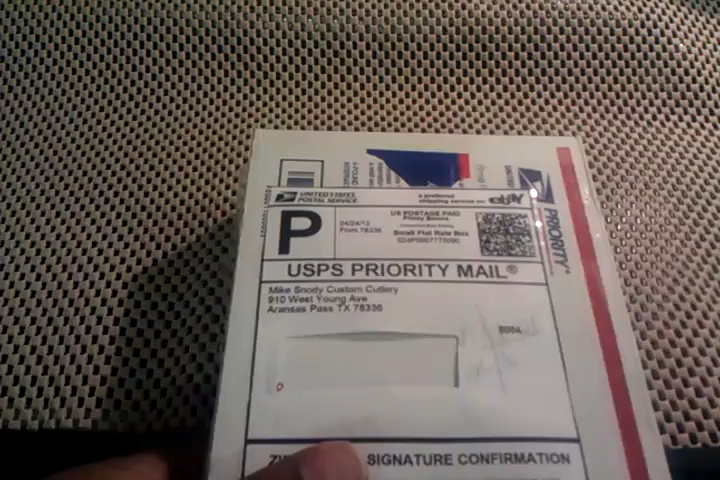 UNITED STATES
POSTAL SERVICE
a preferred
shipping service on
ebay
P
04/24/12
From 78336
US POSTAGE PAID
Small Flat Rate Box
PRIORITY
USPS PRIORITY MAIL®
Mike Snody Custom Cutlery
910 West Young Ave
Aransas Pass TX 78336
SIGNATURE CONFIRMATION